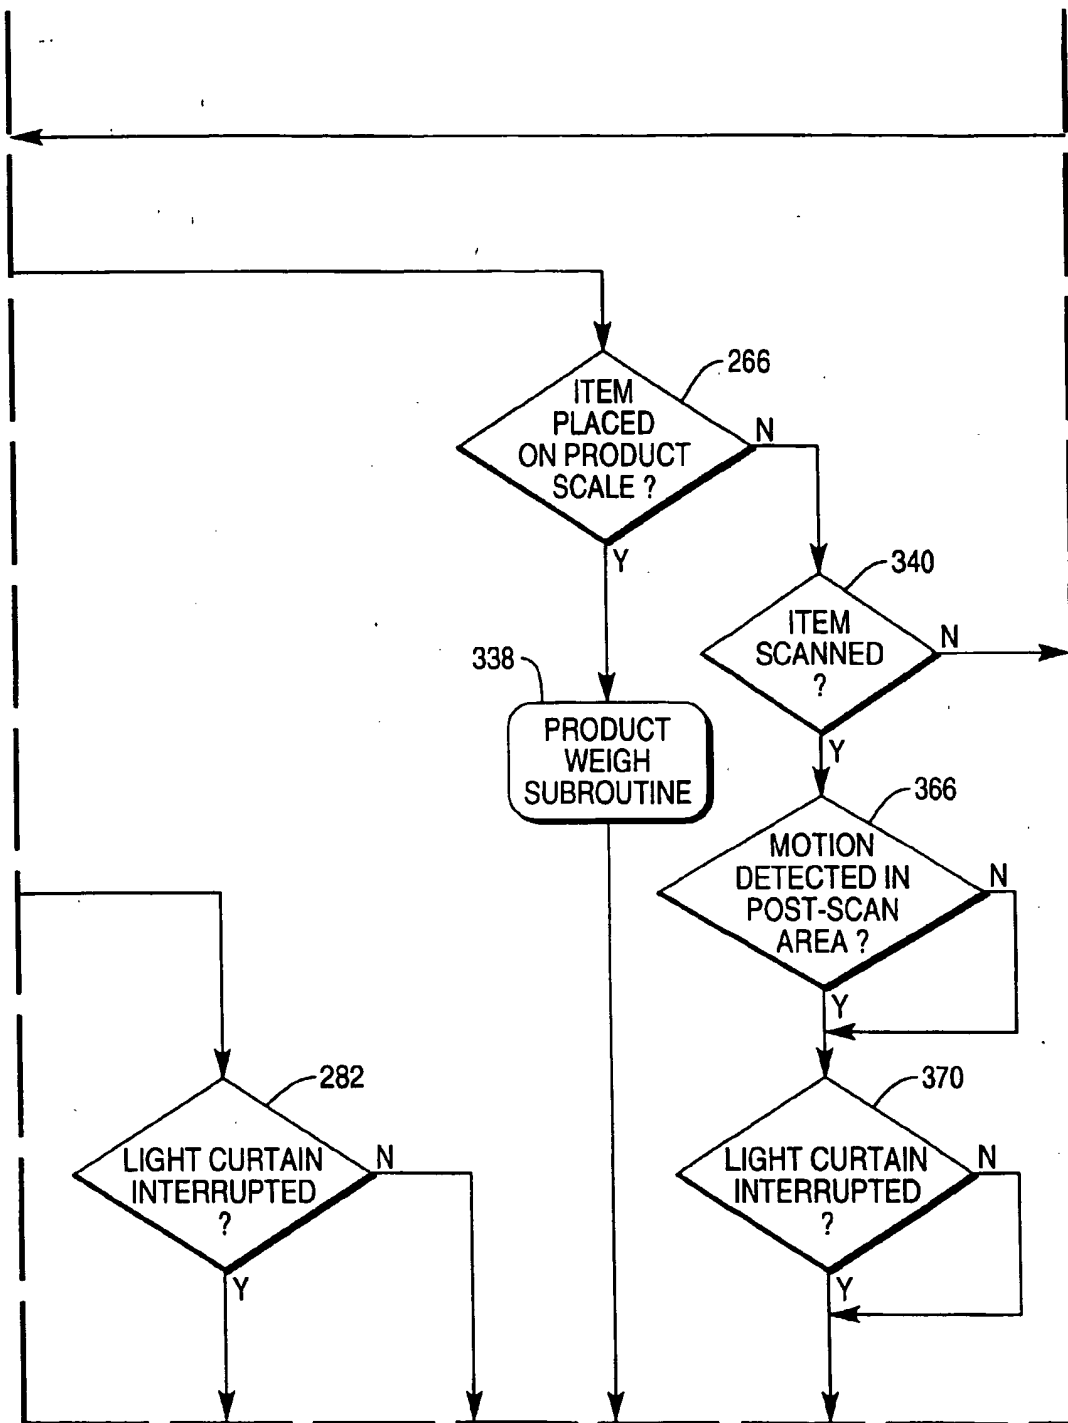 266
ITEM
PLACED
ON PRODUCT
SCALE ?
N
Y
340
ITEM
SCANNED
?
N
Y
338
PRODUCT
WEIGH
SUBROUTINE
366
MOTION
DETECTED IN
POST-SCAN
AREA ?
N
Y
282
LIGHT CURTAIN
INTERRUPTED
?
N
Y
370
LIGHT CURTAIN
INTERRUPTED
?
N
Y